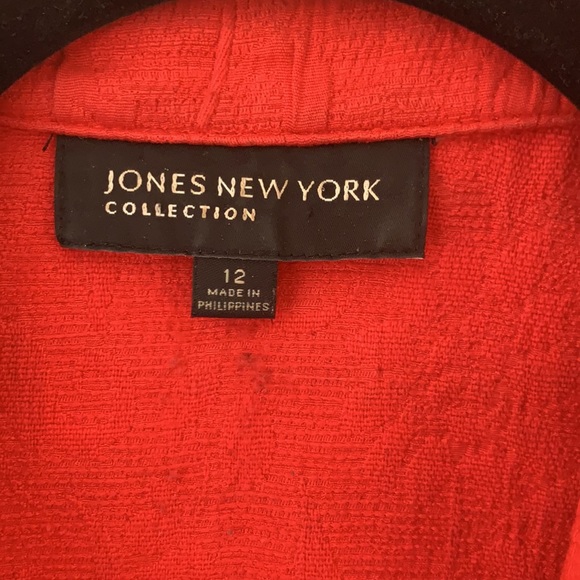 JONES NEW YORK
COLLECTION
12
MADE IN
PHILIPPINES